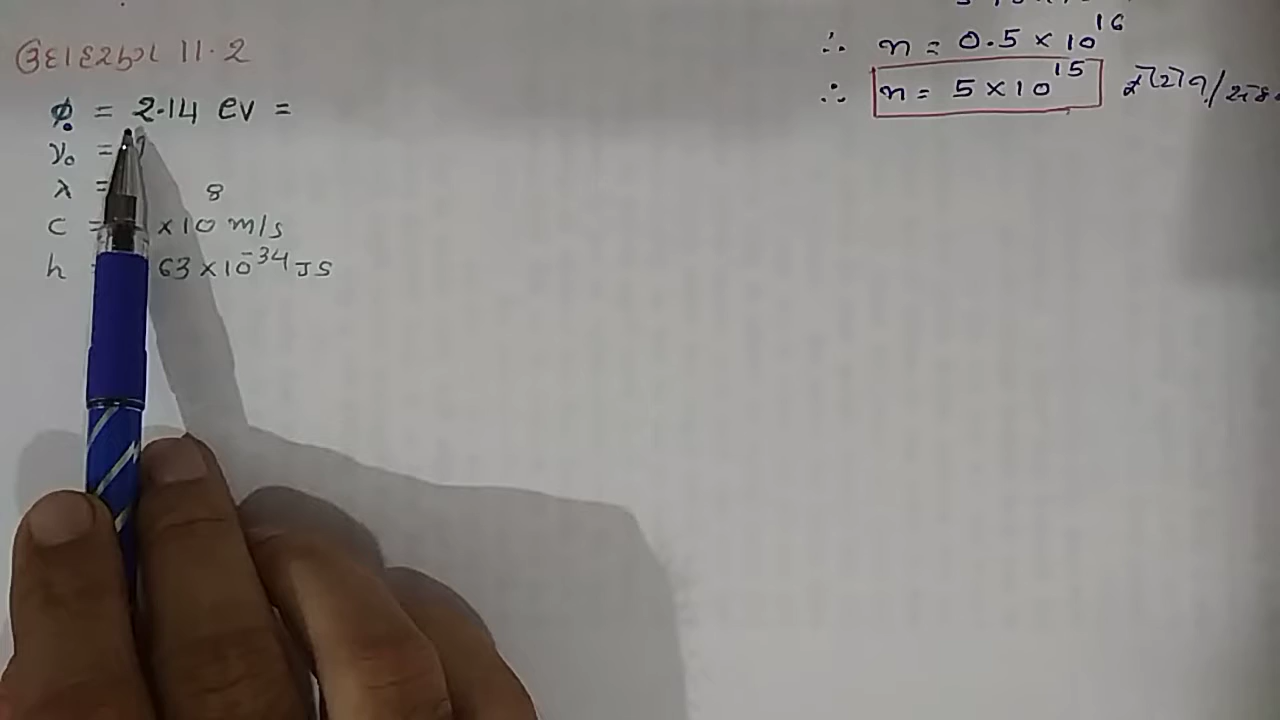 ઉદાહરણ 11.2
φ₀ = 2.14 eV =
ν₀ =
λ =
c = ×10⁸ m/s
h = 63 × 10⁻³⁴ JS
∴ n = 0.5 × 10¹⁶
∴ n = 5 × 10¹⁵